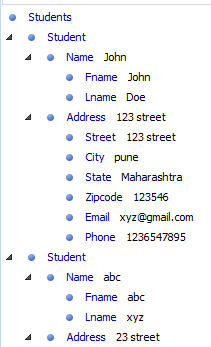 Students
Student
Name John
Fname John
Lname Doe
Address 123 street
Street 123 street
City pune
State Maharashtra
Zipcode 123546
Email xyz@gmail.com
Phone 1236547895
Student
Name abc
Fname abc
Lname xyz
Address 23 street